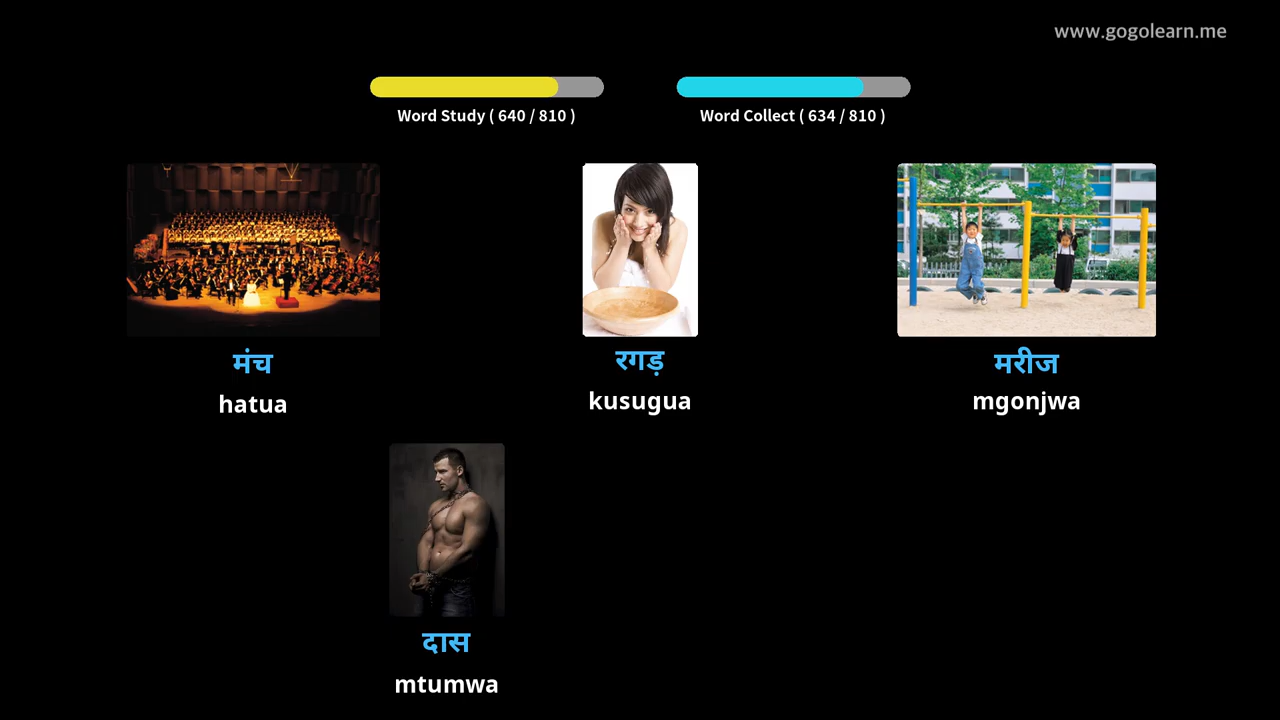 www.gogolearn.me
Word Study ( 640 / 810 )
Word Collect ( 634 / 810 )
मंच
hatua
रगड़
kusugua
मरीज
mgonjwa
दास
mtumwa